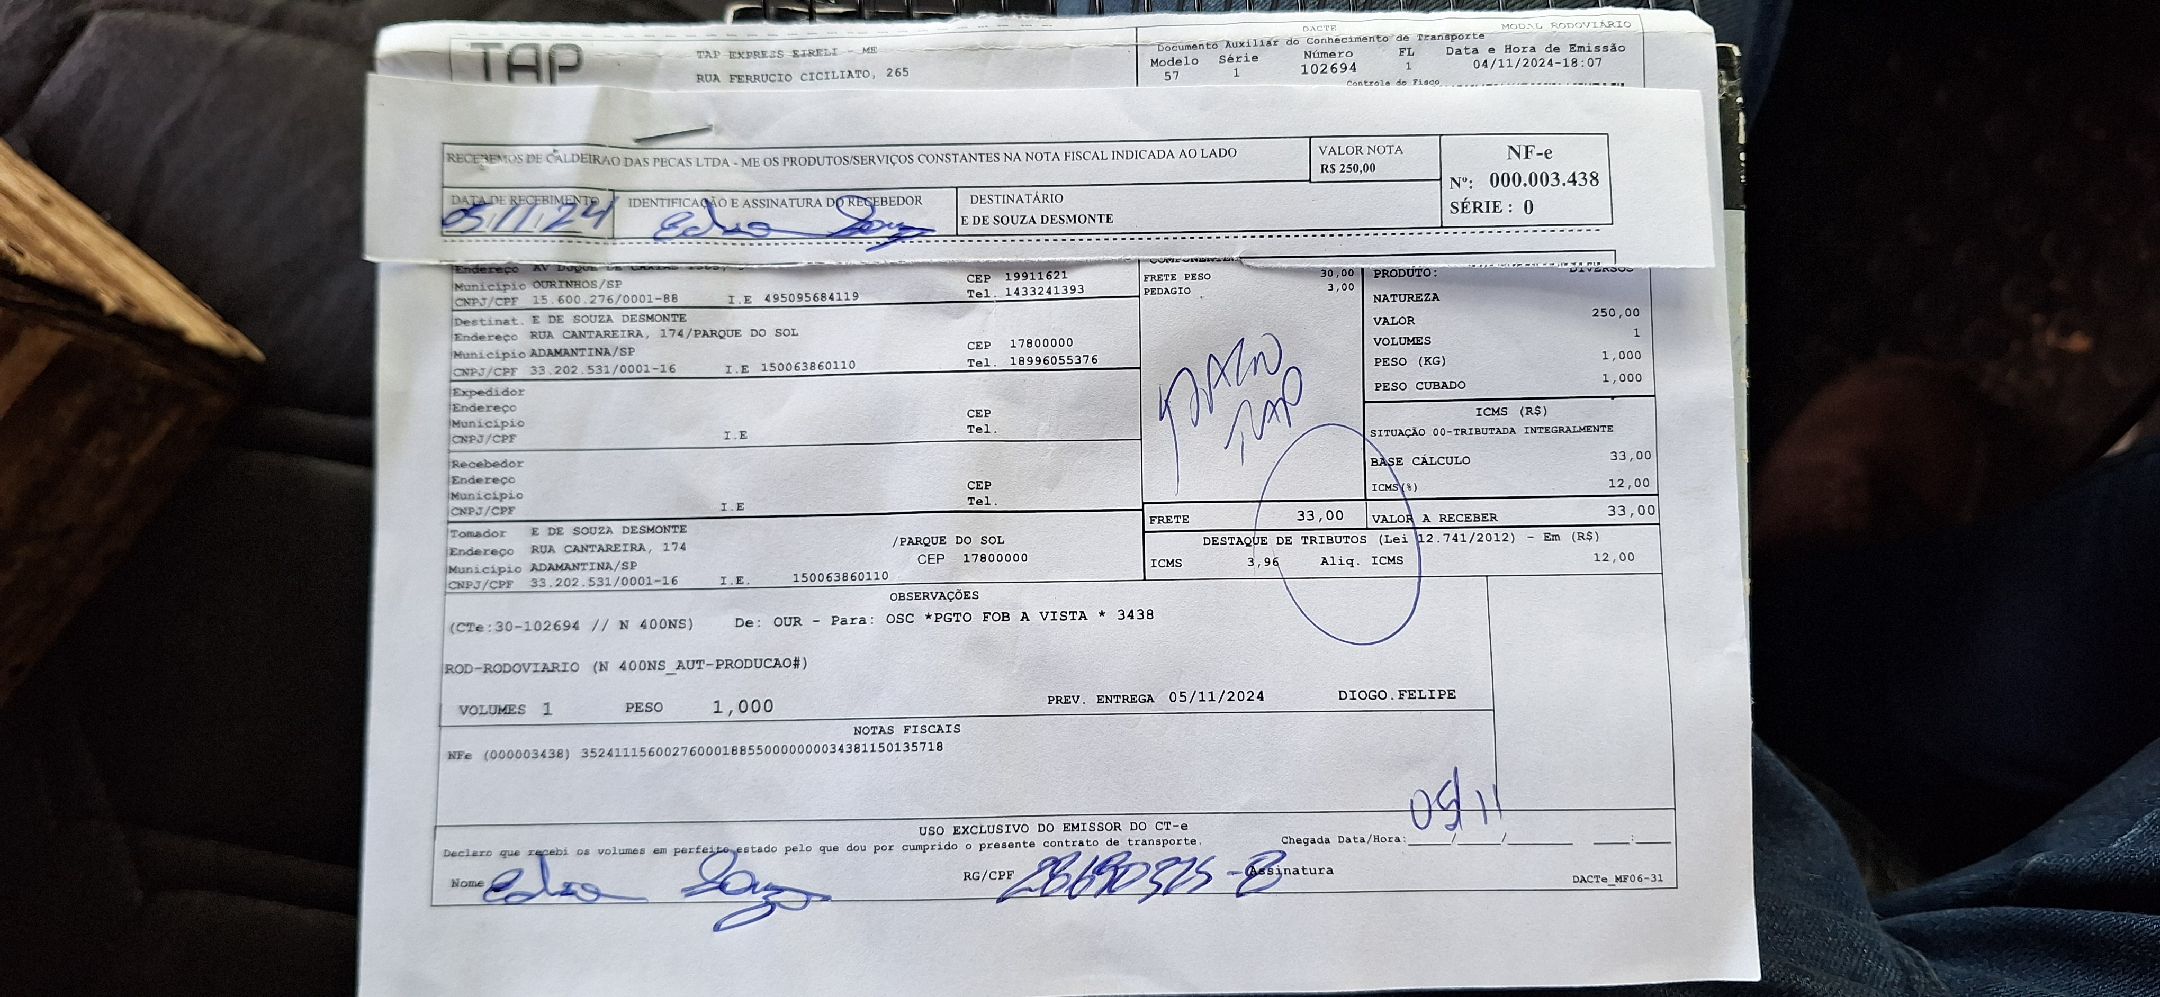 TAP
TAP EXPRESS EIRELI - ME
RUA FERRUCIO CICILIATO, 265
DACTE
MODAL RODOVIÁRIO
Documento Auxiliar do Conhecimento de Transporte
Modelo Série Número FL Data e Hora de Emissão
57 1 102694 1 04/11/2024-18:07
Controle do Fisco
RECEBEMOS DE CALDEIRAO DAS PECAS LTDA - ME OS PRODUTOS/SERVIÇOS CONSTANTES NA NOTA FISCAL INDICADA AO LADO
VALOR NOTA
R$ 250,00
NF-e
Nº: 000.003.438
SÉRIE : 0
DATA DE RECEBIMENTO
05/11/24
IDENTIFICAÇÃO E ASSINATURA DO RECEBEDOR
DESTINATÁRIO
E DE SOUZA DESMONTE
Endereço AV DUQUE DE CAXIAS
Município OURINHOS/SP CEP 19911621
CNPJ/CPF 15.600.276/0001-88 I.E 495095684119 Tel. 1433241393
Destinat. E DE SOUZA DESMONTE
Endereço RUA CANTAREIRA, 174/PARQUE DO SOL
Município ADAMANTINA/SP CEP 17800000
CNPJ/CPF 33.202.531/0001-16 I.E 150063860110 Tel. 18996055376
Expedidor
Endereço
Município CEP
CNPJ/CPF I.E Tel.
Recebedor
Endereço
Município CEP
CNPJ/CPF I.E Tel.
Tomador E DE SOUZA DESMONTE
Endereço RUA CANTAREIRA, 174 /PARQUE DO SOL
Município ADAMANTINA/SP CEP 17800000
CNPJ/CPF 33.202.531/0001-16 I.E. 150063860110
FRETE PESO 30,00
PEDAGIO 3,00
TAP
FRETE 33,00
PRODUTO: DIVERSOS
NATUREZA
VALOR 250,00
VOLUMES 1
PESO (KG) 1,000
PESO CUBADO 1,000
ICMS (R$)
SITUAÇÃO 00-TRIBUTADA INTEGRALMENTE
BASE CÁLCULO 33,00
ICMS(%) 12,00
VALOR A RECEBER 33,00
DESTAQUE DE TRIBUTOS (Lei 12.741/2012) - Em (R$)
ICMS 3,96 Aliq. ICMS 12,00
OBSERVAÇÕES
(CTe:30-102694 // N 400NS) De: OUR - Para: OSC *PGTO FOB A VISTA * 3438
ROD-RODOVIARIO (N 400NS_AUT-PRODUCAO#)
VOLUMES 1 PESO 1,000 PREV. ENTREGA 05/11/2024 DIOGO.FELIPE
NOTAS FISCAIS
NFe (000003438) 35241115600276000188550000000034381150135718
USO EXCLUSIVO DO EMISSOR DO CT-e
Declaro que recebi os volumes em perfeito estado pelo que dou por cumprido o presente contrato de transporte.
Chegada Data/Hora: 05/11
Nome
RG/CPF
Assinatura
DACTe_MF06-31